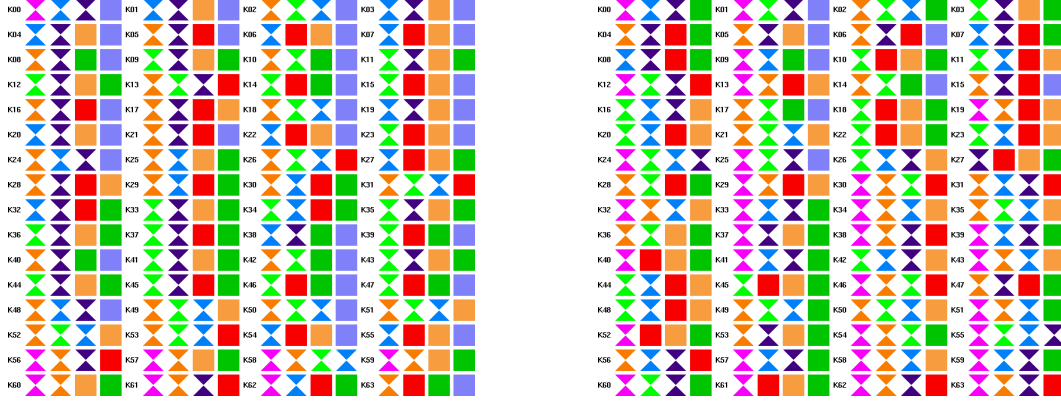 K00 K01 K02 K03 K00 K01 K02 K03
K04 K05 K06 K07 K04 K05 K06 K07
K08 K09 K10 K11 K08 K09 K10 K11
K12 K13 K14 K15 K12 K13 K14 K15
K16 K17 K18 K19 K16 K17 K18 K19
K20 K21 K22 K23 K20 K21 K22 K23
K24 K25 K26 K27 K24 K25 K26 K27
K28 K29 K30 K31 K28 K29 K30 K31
K32 K33 K34 K35 K32 K33 K34 K35
K36 K37 K38 K39 K36 K37 K38 K39
K40 K41 K42 K43 K40 K41 K42 K43
K44 K45 K46 K47 K44 K45 K46 K47
K48 K49 K50 K51 K48 K49 K50 K51
K52 K53 K54 K55 K52 K53 K54 K55
K56 K57 K58 K59 K56 K57 K58 K59
K60 K61 K62 K63 K60 K61 K62 K63